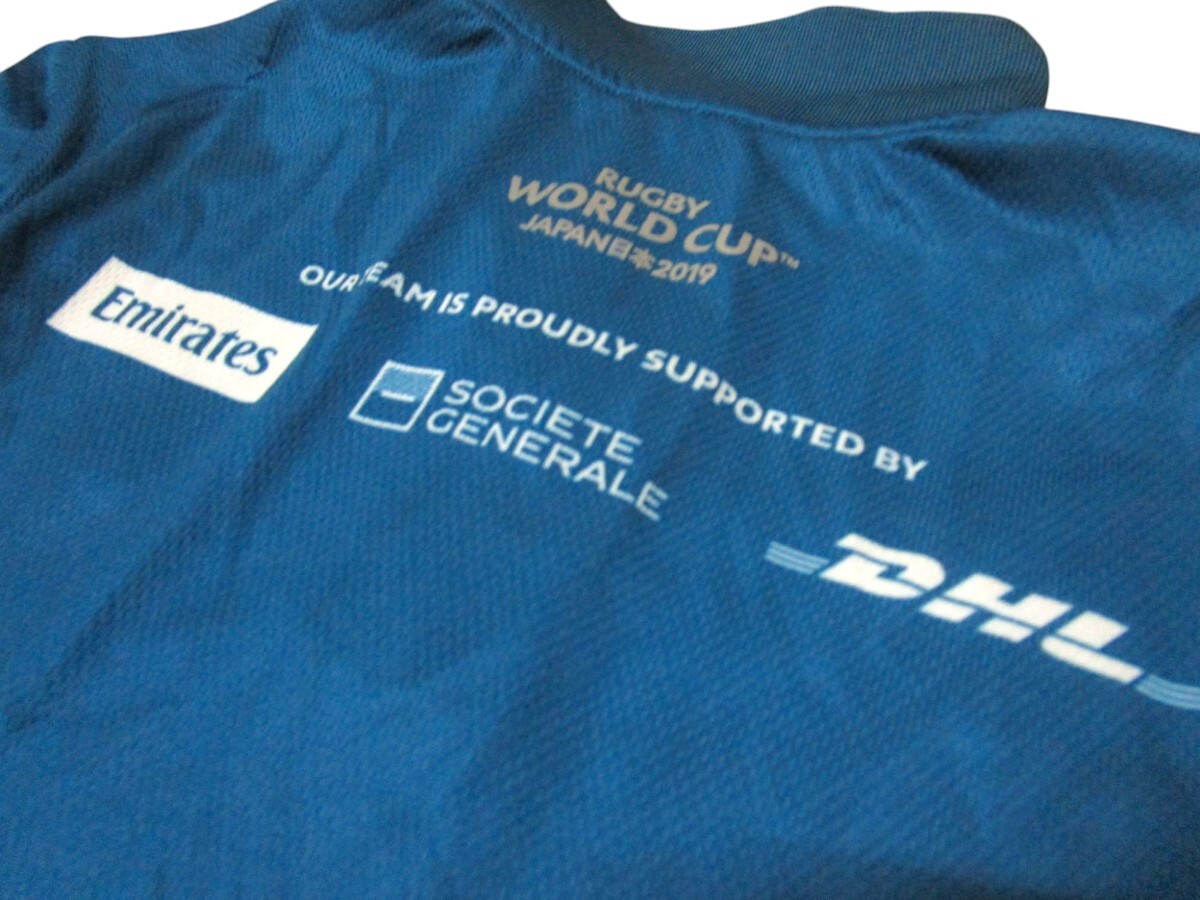 RUGBY
WORLD CUP™
JAPAN日本2019
OUR TEAM IS PROUDLY SUPPORTED BY
Emirates
SOCIETE
GENERALE
DHL